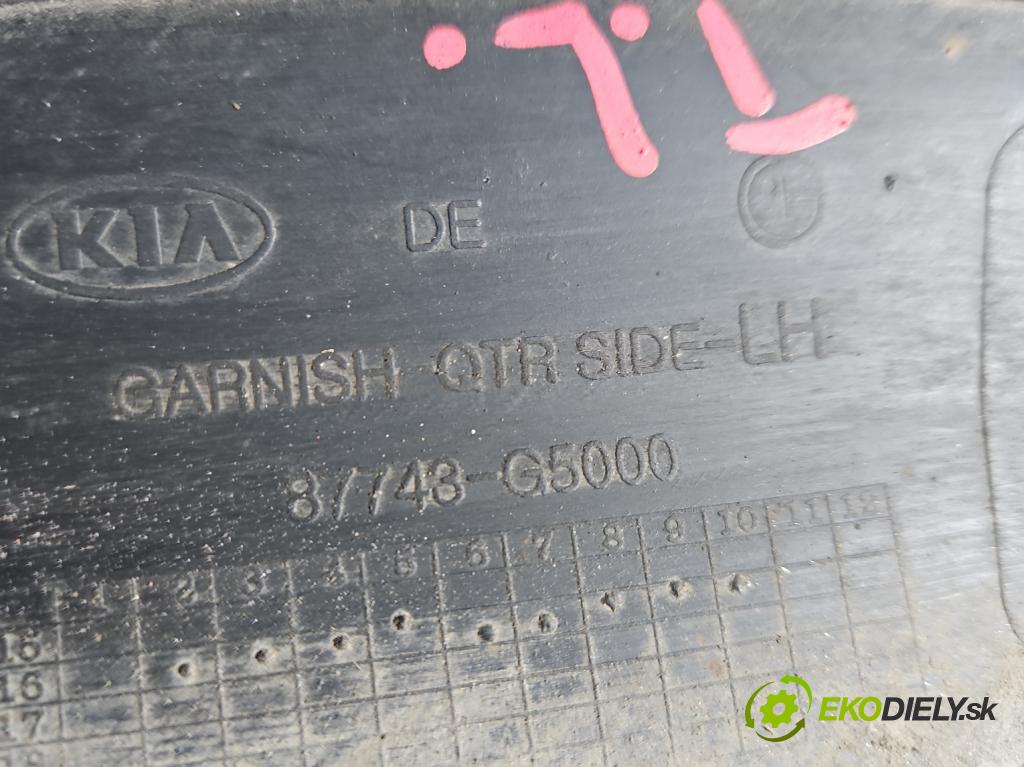 KIA DE
GARNISH QTR SIDE-LH
87743-G5000
1 2 3 4 5 6 7 8 9 10 11 12
15
16
17
EKODIELY.sk